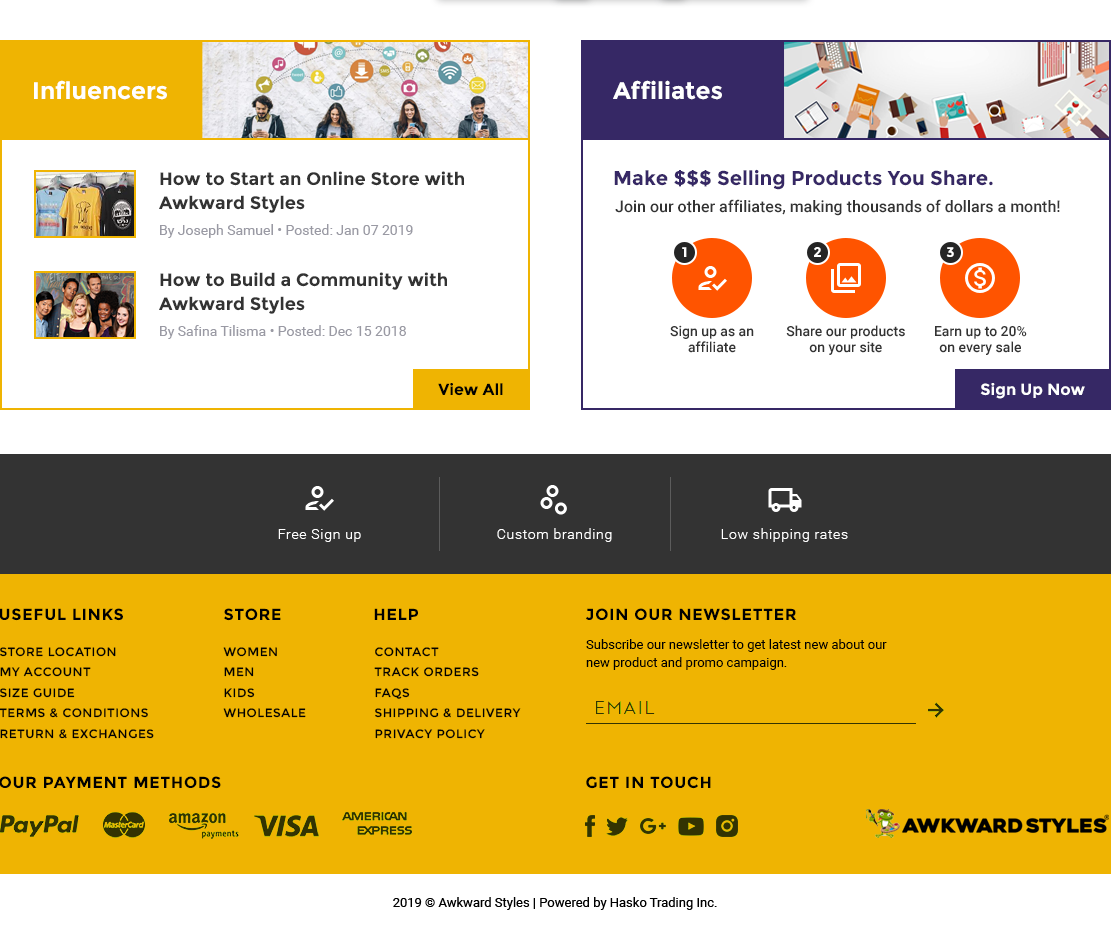 Influencers
How to Start an Online Store with
Awkward Styles
By Joseph Samuel • Posted: Jan 07 2019
How to Build a Community with
Awkward Styles
By Safina Tilisma • Posted: Dec 15 2018
View All
Affiliates
Make $$$ Selling Products You Share.
Join our other affiliates, making thousands of dollars a month!
1
2
3
Sign up as an
affiliate
Share our products
on your site
Earn up to 20%
on every sale
Sign Up Now
Free Sign up
Custom branding
Low shipping rates
USEFUL LINKS
STORE LOCATION
MY ACCOUNT
SIZE GUIDE
TERMS & CONDITIONS
RETURN & EXCHANGES
STORE
WOMEN
MEN
KIDS
WHOLESALE
HELP
CONTACT
TRACK ORDERS
FAQS
SHIPPING & DELIVERY
PRIVACY POLICY
JOIN OUR NEWSLETTER
Subscribe our newsletter to get latest new about our
new product and promo campaign.
EMAIL
OUR PAYMENT METHODS
PayPal
MasterCard
amazon
payments
VISA
AMERICAN
EXPRESS
GET IN TOUCH
G+
AWKWARD STYLES
2019 © Awkward Styles | Powered by Hasko Trading Inc.